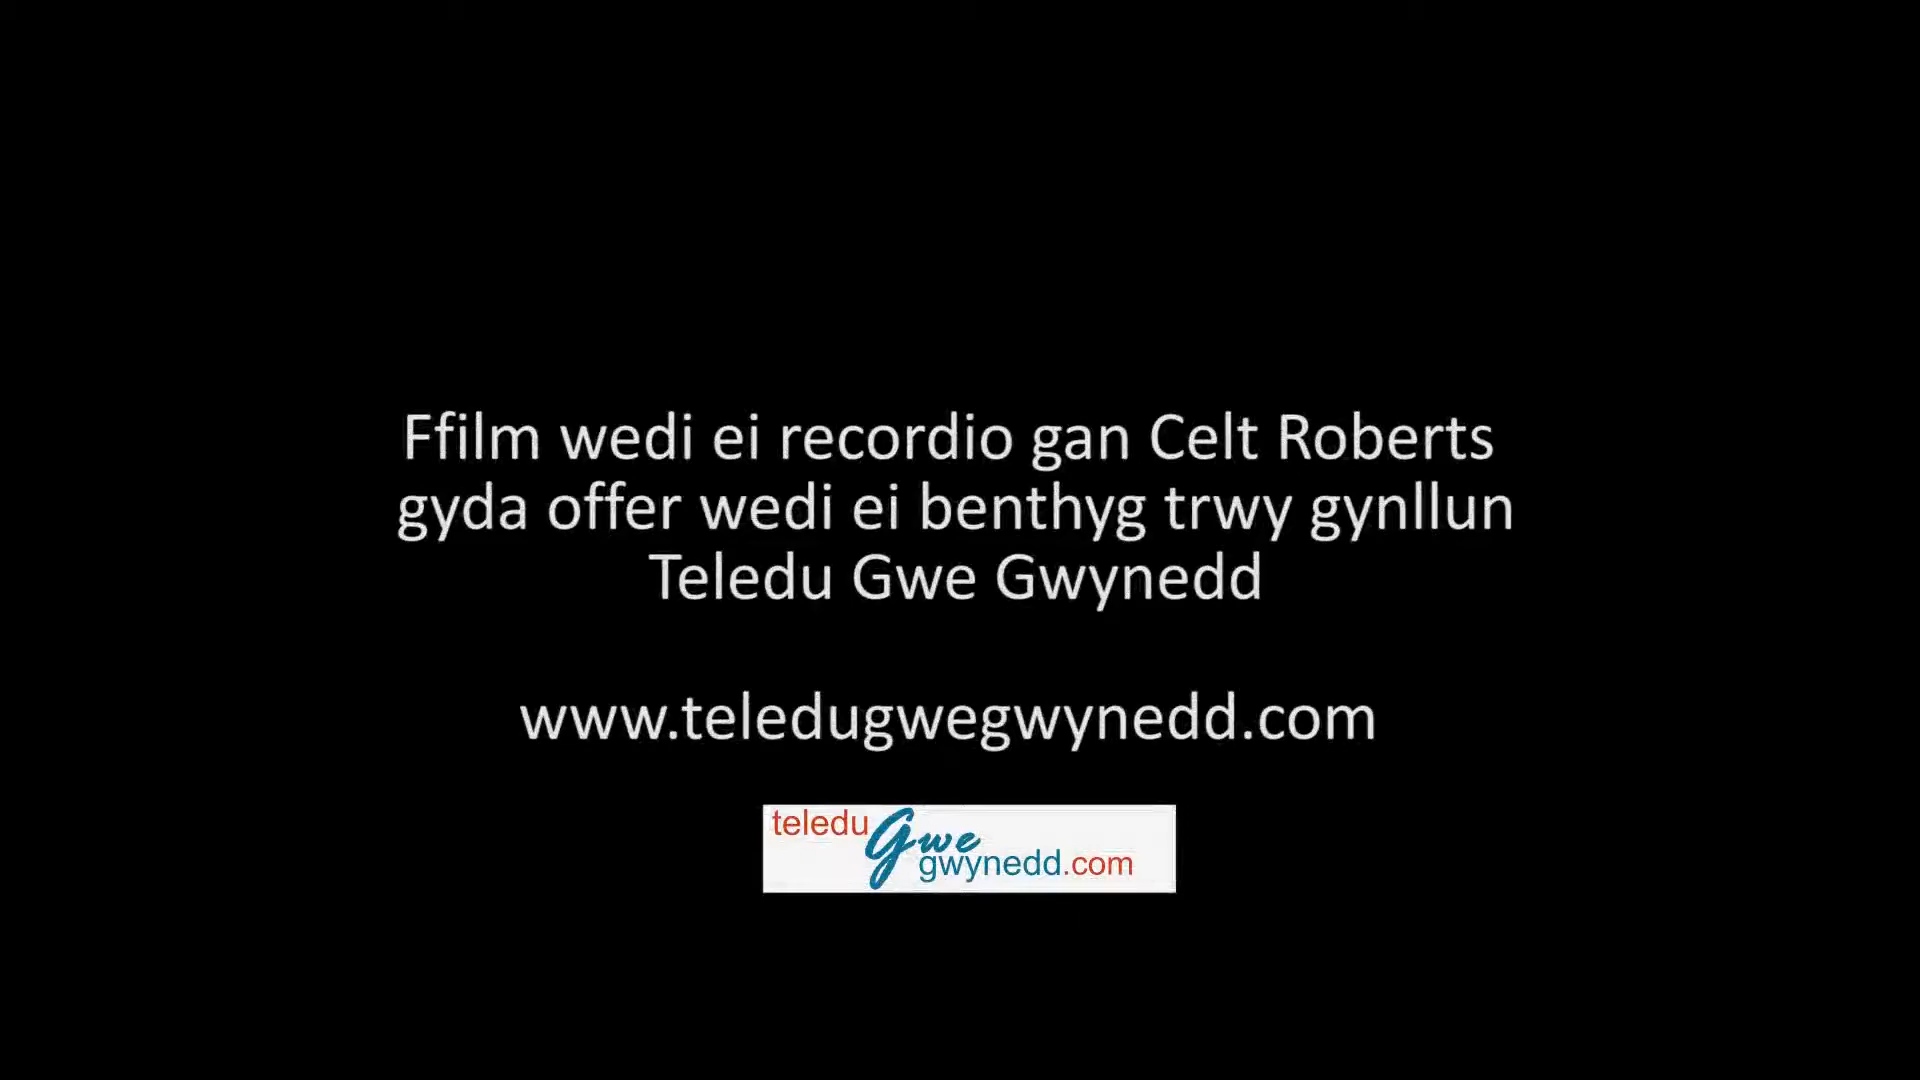 Ffilm wedi ei recordio gan Celt Roberts
gyda offer wedi ei benthyg trwy gynllun
Teledu Gwe Gwynedd
www.teledugwegwynedd.com
teledu Gwe
gwynedd.com